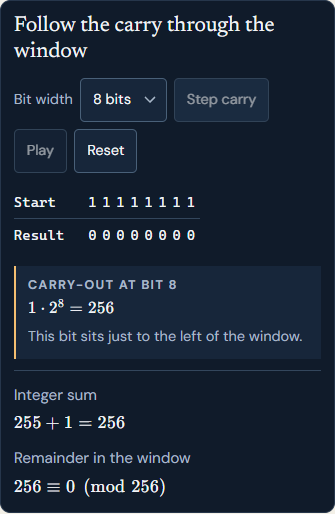 Follow the carry through the
window
Bit width 8 bits Step carry
Play Reset
Start 1 1 1 1 1 1 1 1
Result 0 0 0 0 0 0 0 0
CARRY-OUT AT BIT 8
1 · 2⁸ = 256
This bit sits just to the left of the window.
Integer sum
255 + 1 = 256
Remainder in the window
256 ≡ 0 (mod 256)